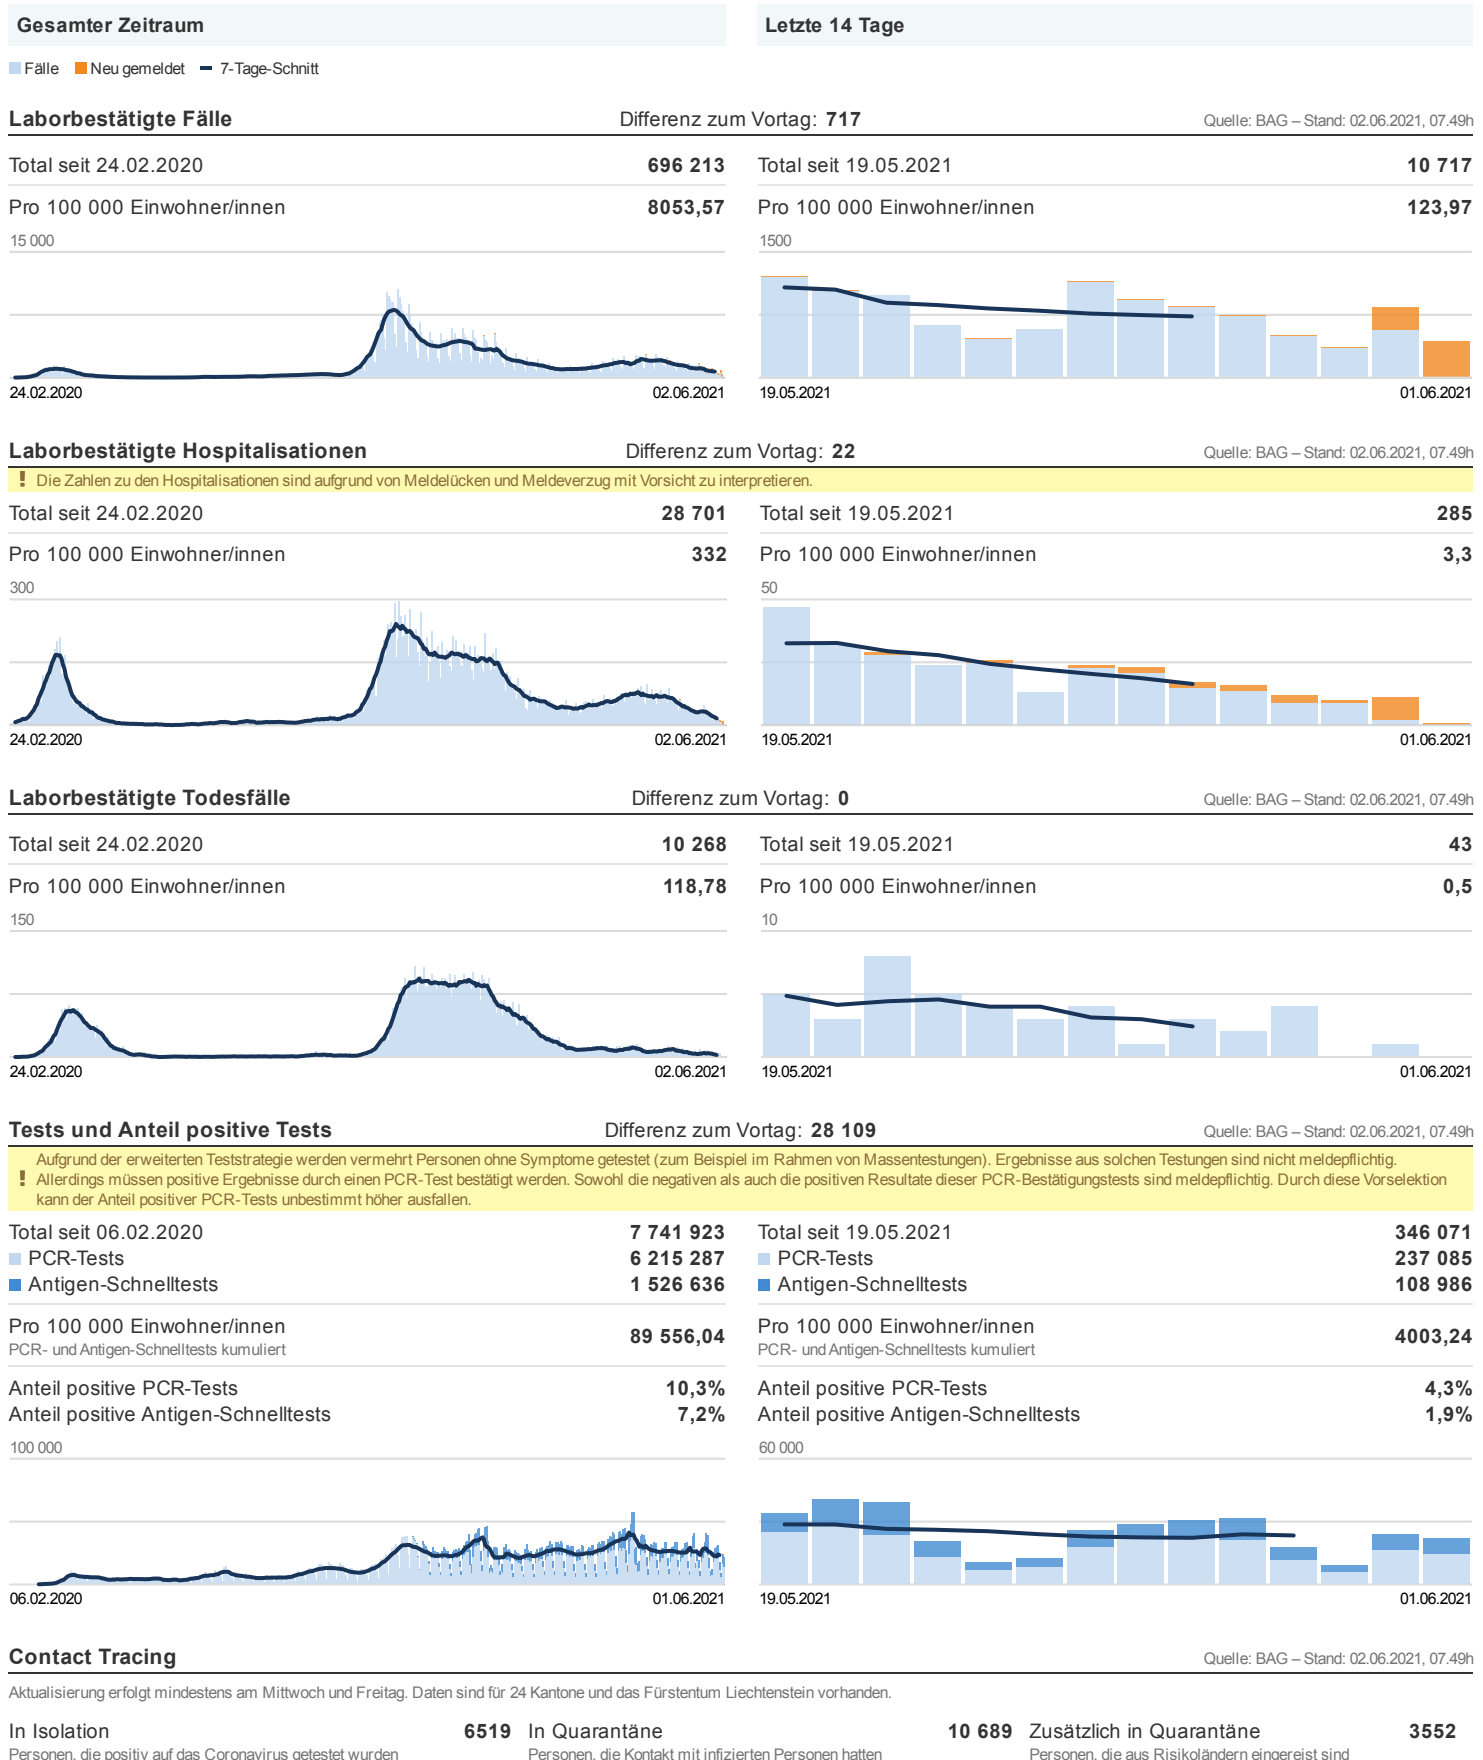 Gesamter Zeitraum
Letzte 14 Tage
Fälle Neu gemeldet 7-Tage-Schnitt
Laborbestätigte Fälle Differenz zum Vortag: 717 Quelle: BAG – Stand: 02.06.2021, 07.49h
Total seit 24.02.2020 696 213 Total seit 19.05.2021 10 717
Pro 100 000 Einwohner/innen 8053,57 Pro 100 000 Einwohner/innen 123,97
15 000 1500
24.02.2020 02.06.2021 19.05.2021 01.06.2021
Laborbestätigte Hospitalisationen Differenz zum Vortag: 22 Quelle: BAG – Stand: 02.06.2021, 07.49h
! Die Zahlen zu den Hospitalisationen sind aufgrund von Meldelücken und Meldeverzug mit Vorsicht zu interpretieren.
Total seit 24.02.2020 28 701 Total seit 19.05.2021 285
Pro 100 000 Einwohner/innen 332 Pro 100 000 Einwohner/innen 3,3
300 50
24.02.2020 02.06.2021 19.05.2021 01.06.2021
Laborbestätigte Todesfälle Differenz zum Vortag: 0 Quelle: BAG – Stand: 02.06.2021, 07.49h
Total seit 24.02.2020 10 268 Total seit 19.05.2021 43
Pro 100 000 Einwohner/innen 118,78 Pro 100 000 Einwohner/innen 0,5
150 10
24.02.2020 02.06.2021 19.05.2021 01.06.2021
Tests und Anteil positive Tests Differenz zum Vortag: 28 109 Quelle: BAG – Stand: 02.06.2021, 07.49h
Aufgrund der erweiterten Teststrategie werden vermehrt Personen ohne Symptome getestet (zum Beispiel im Rahmen von Massentestungen). Ergebnisse aus solchen Testungen sind nicht meldepflichtig.
! Allerdings müssen positive Ergebnisse durch einen PCR-Test bestätigt werden. Sowohl die negativen als auch die positiven Resultate dieser PCR-Bestätigungstests sind meldepflichtig. Durch diese Vorselektion
kann der Anteil positiver PCR-Tests unbestimmt höher ausfallen.
Total seit 06.02.2020 7 741 923 Total seit 19.05.2021 346 071
PCR-Tests 6 215 287 PCR-Tests 237 085
Antigen-Schnelltests 1 526 636 Antigen-Schnelltests 108 986
Pro 100 000 Einwohner/innen 89 556,04 Pro 100 000 Einwohner/innen 4003,24
PCR- und Antigen-Schnelltests kumuliert PCR- und Antigen-Schnelltests kumuliert
Anteil positive PCR-Tests 10,3% Anteil positive PCR-Tests 4,3%
Anteil positive Antigen-Schnelltests 7,2% Anteil positive Antigen-Schnelltests 1,9%
100 000 60 000
06.02.2020 01.06.2021 19.05.2021 01.06.2021
Contact Tracing Quelle: BAG – Stand: 02.06.2021, 07.49h
Aktualisierung erfolgt mindestens am Mittwoch und Freitag. Daten sind für 24 Kantone und das Fürstentum Liechtenstein vorhanden.
In Isolation 6519 In Quarantäne 10 689 Zusätzlich in Quarantäne 3552
Personen, die positiv auf das Coronavirus getestet wurden Personen, die Kontakt mit infizierten Personen hatten Personen, die aus Risikoländern eingereist sind